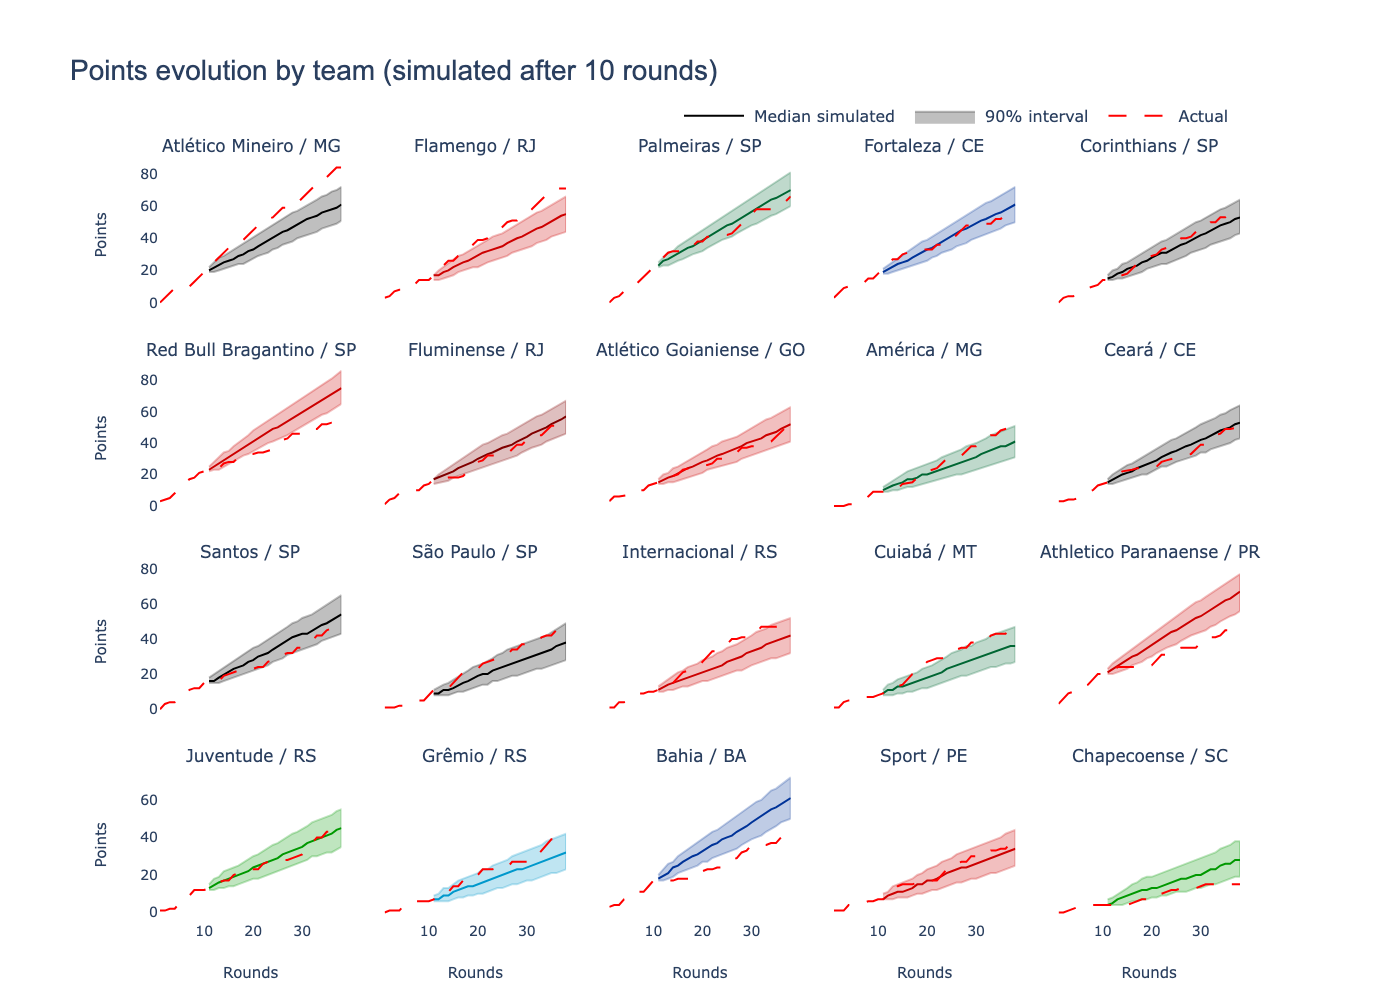 Points evolution by team (simulated after 10 rounds)
Median simulated 90% interval Actual
Atlético Mineiro / MG Flamengo / RJ Palmeiras / SP Fortaleza / CE Corinthians / SP
80
60
40
20
0
Points
Red Bull Bragantino / SP Fluminense / RJ Atlético Goianiense / GO América / MG Ceará / CE
80
60
40
20
0
Points
Santos / SP São Paulo / SP Internacional / RS Cuiabá / MT Athletico Paranaense / PR
80
60
40
20
0
Points
Juventude / RS Grêmio / RS Bahia / BA Sport / PE Chapecoense / SC
60
40
20
0
Points
10 20 30 10 20 30 10 20 30 10 20 30 10 20 30
Rounds Rounds Rounds Rounds Rounds